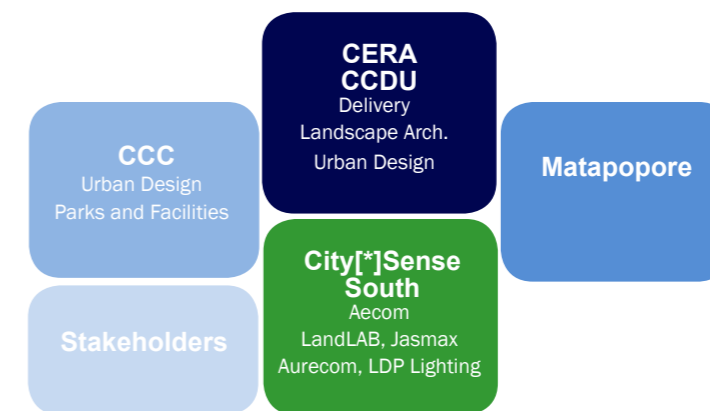 CERA
CCDU
Delivery
Landscape Arch.
Urban Design
CCC
Urban Design
Parks and Facilities
Matapopore
City[*]Sense
South
Aecom
LandLAB, Jasmax
Aurecom, LDP Lighting
Stakeholders